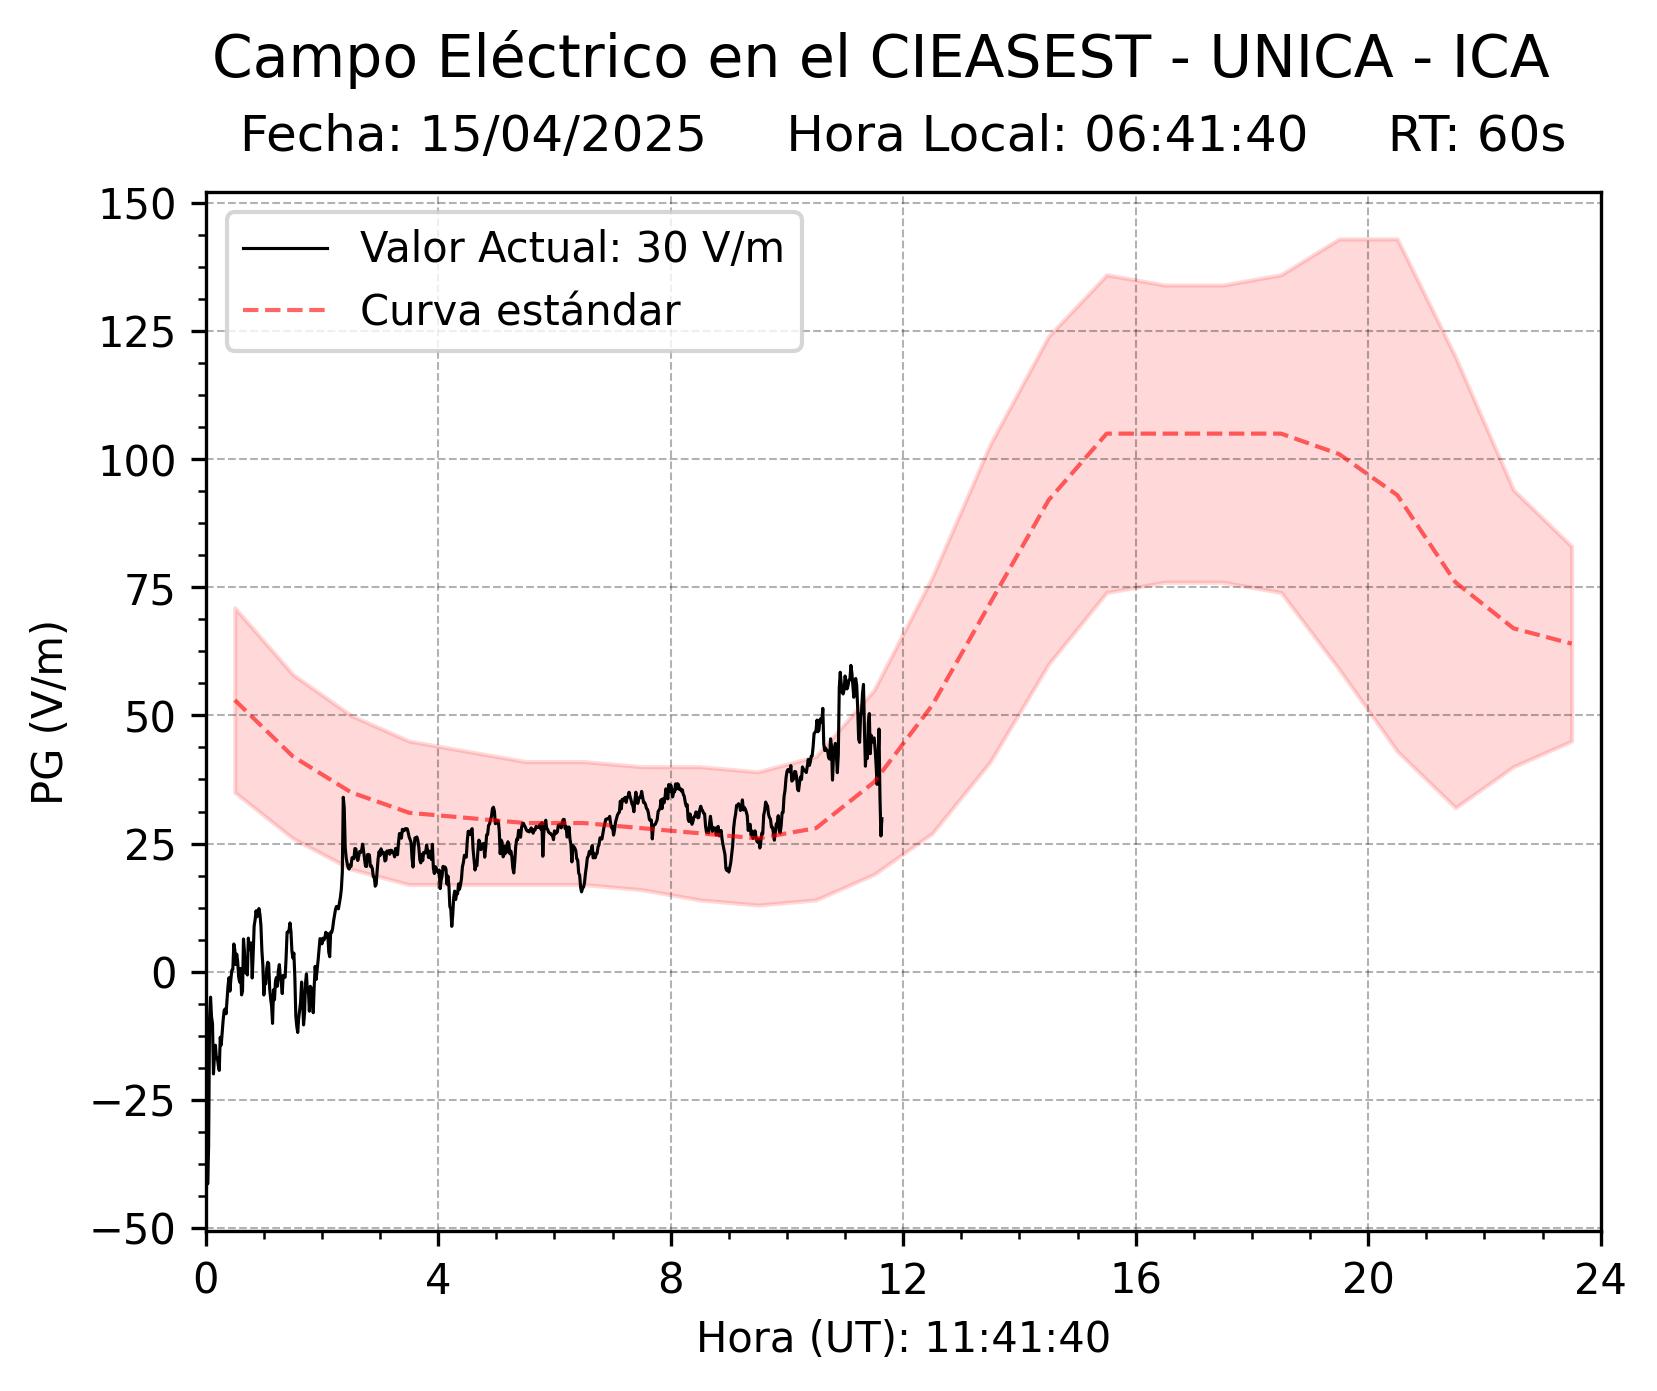 Campo Eléctrico en el CIEASEST - UNICA - ICA
Fecha: 15/04/2025 Hora Local: 06:41:40 RT: 60s
Valor Actual: 30 V/m
Curva estándar
PG (V/m)
150
125
100
75
50
25
0
−25
−50
0 4 8 12 16 20 24
Hora (UT): 11:41:40